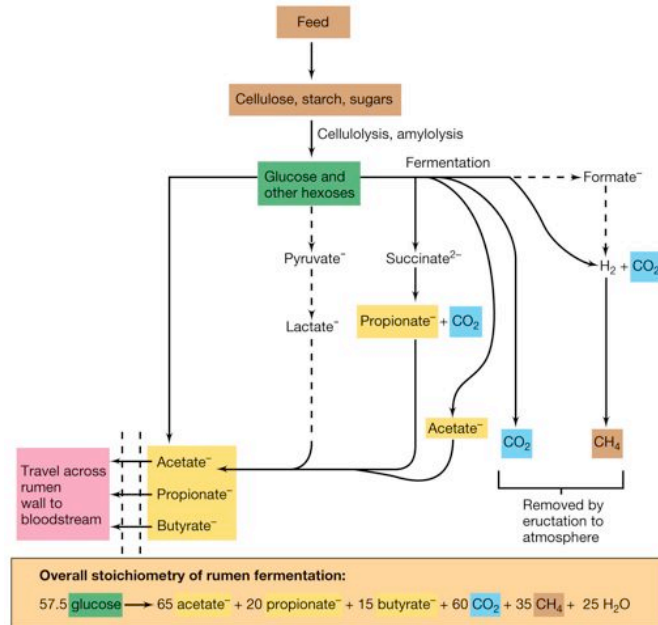 Feed
Cellulose, starch, sugars
Cellulolysis, amylolysis
Fermentation
Glucose and
other hexoses
Formate⁻
Pyruvate⁻
Succinate²⁻
H₂ + CO₂
Lactate⁻
Propionate⁻ + CO₂
Acetate⁻
CO₂
CH₄
Travel across
rumen
wall to
bloodstream
Acetate⁻
Propionate⁻
Butyrate⁻
Removed by
eructation to
atmosphere
Overall stoichiometry of rumen fermentation:
57.5 glucose → 65 acetate⁻ + 20 propionate⁻ + 15 butyrate⁻ + 60 CO₂ + 35 CH₄ + 25 H₂O